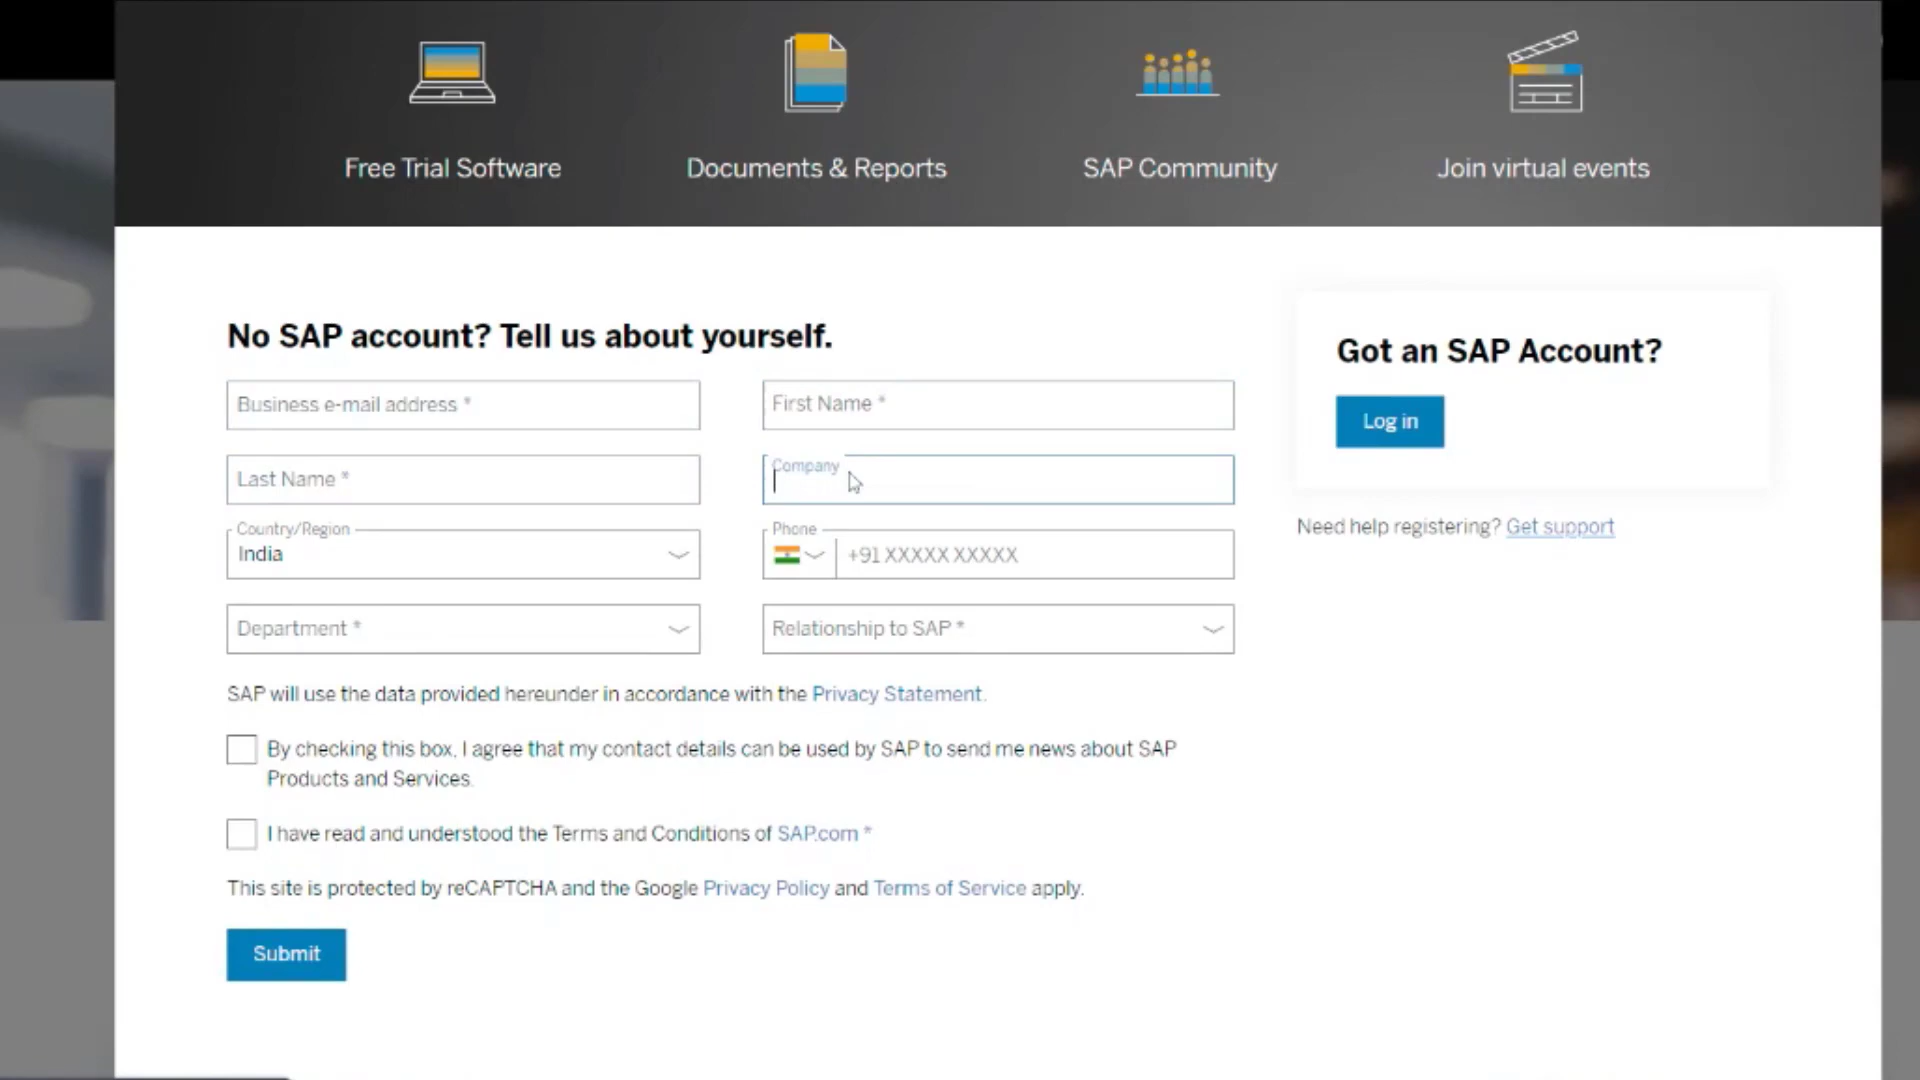 Free Trial Software
Documents & Reports
SAP Community
Join virtual events
No SAP account? Tell us about yourself.
Business e-mail address *
First Name *
Last Name *
Company
Country/Region
India
Phone
+91 XXXXX XXXXX
Department *
Relationship to SAP *
SAP will use the data provided hereunder in accordance with the Privacy Statement.
By checking this box, I agree that my contact details can be used by SAP to send me news about SAP
Products and Services.
I have read and understood the Terms and Conditions of SAP.com *
This site is protected by reCAPTCHA and the Google Privacy Policy and Terms of Service apply.
Submit
Got an SAP Account?
Log in
Need help registering? Get support